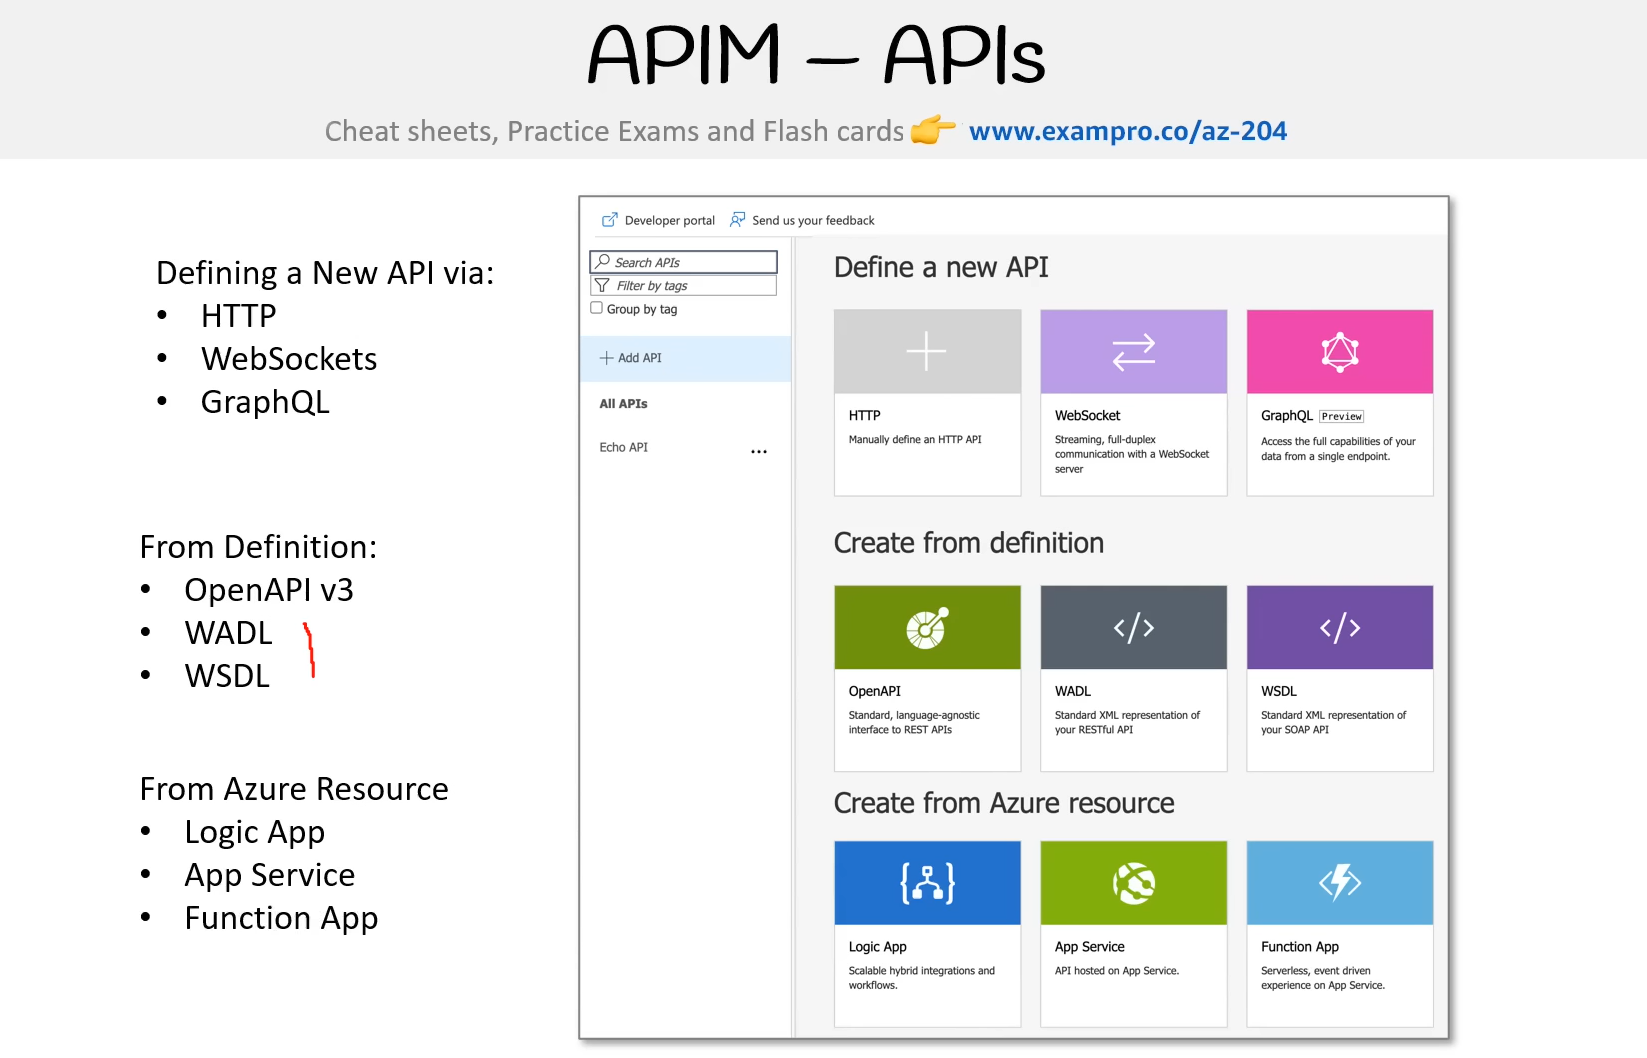 APIM – APIs
Cheat sheets, Practice Exams and Flash cards 👉 www.exampro.co/az-204
Defining a New API via:
• HTTP
• WebSockets
• GraphQL
From Definition:
• OpenAPI v3
• WADL
• WSDL
From Azure Resource
• Logic App
• App Service
• Function App
Developer portal
Send us your feedback
Search APIs
Filter by tags
Group by tag
Add API
All APIs
Echo API
...
Define a new API
HTTP
Manually define an HTTP API
WebSocket
Streaming, full-duplex
communication with a WebSocket
server
GraphQL Preview
Access the full capabilities of your
data from a single endpoint.
Create from definition
OpenAPI
Standard, language-agnostic
interface to REST APIs
WADL
Standard XML representation of
your RESTful API
WSDL
Standard XML representation of
your SOAP API
Create from Azure resource
Logic App
Scalable hybrid integrations and
workflows.
App Service
API hosted on App Service.
Function App
Serverless, event driven
experience on App Service.